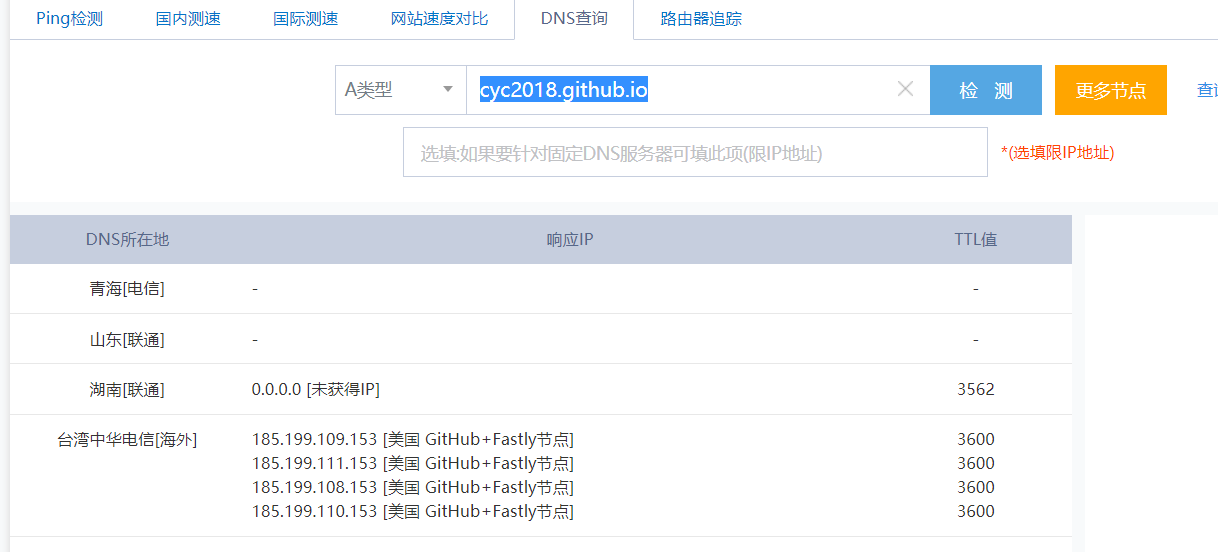 Ping检测 国内测速 国际测速 网站速度对比 DNS查询 路由器追踪
A类型 cyc2018.github.io 检 测 更多节点 查
选填:如果要针对固定DNS服务器可填此项(限IP地址) *(选填限IP地址)
DNS所在地 响应IP TTL值
青海[电信] - -
山东[联通] - -
湖南[联通] 0.0.0.0 [未获得IP] 3562
台湾中华电信[海外] 185.199.109.153 [美国 GitHub+Fastly节点] 3600
185.199.111.153 [美国 GitHub+Fastly节点] 3600
185.199.108.153 [美国 GitHub+Fastly节点] 3600
185.199.110.153 [美国 GitHub+Fastly节点] 3600